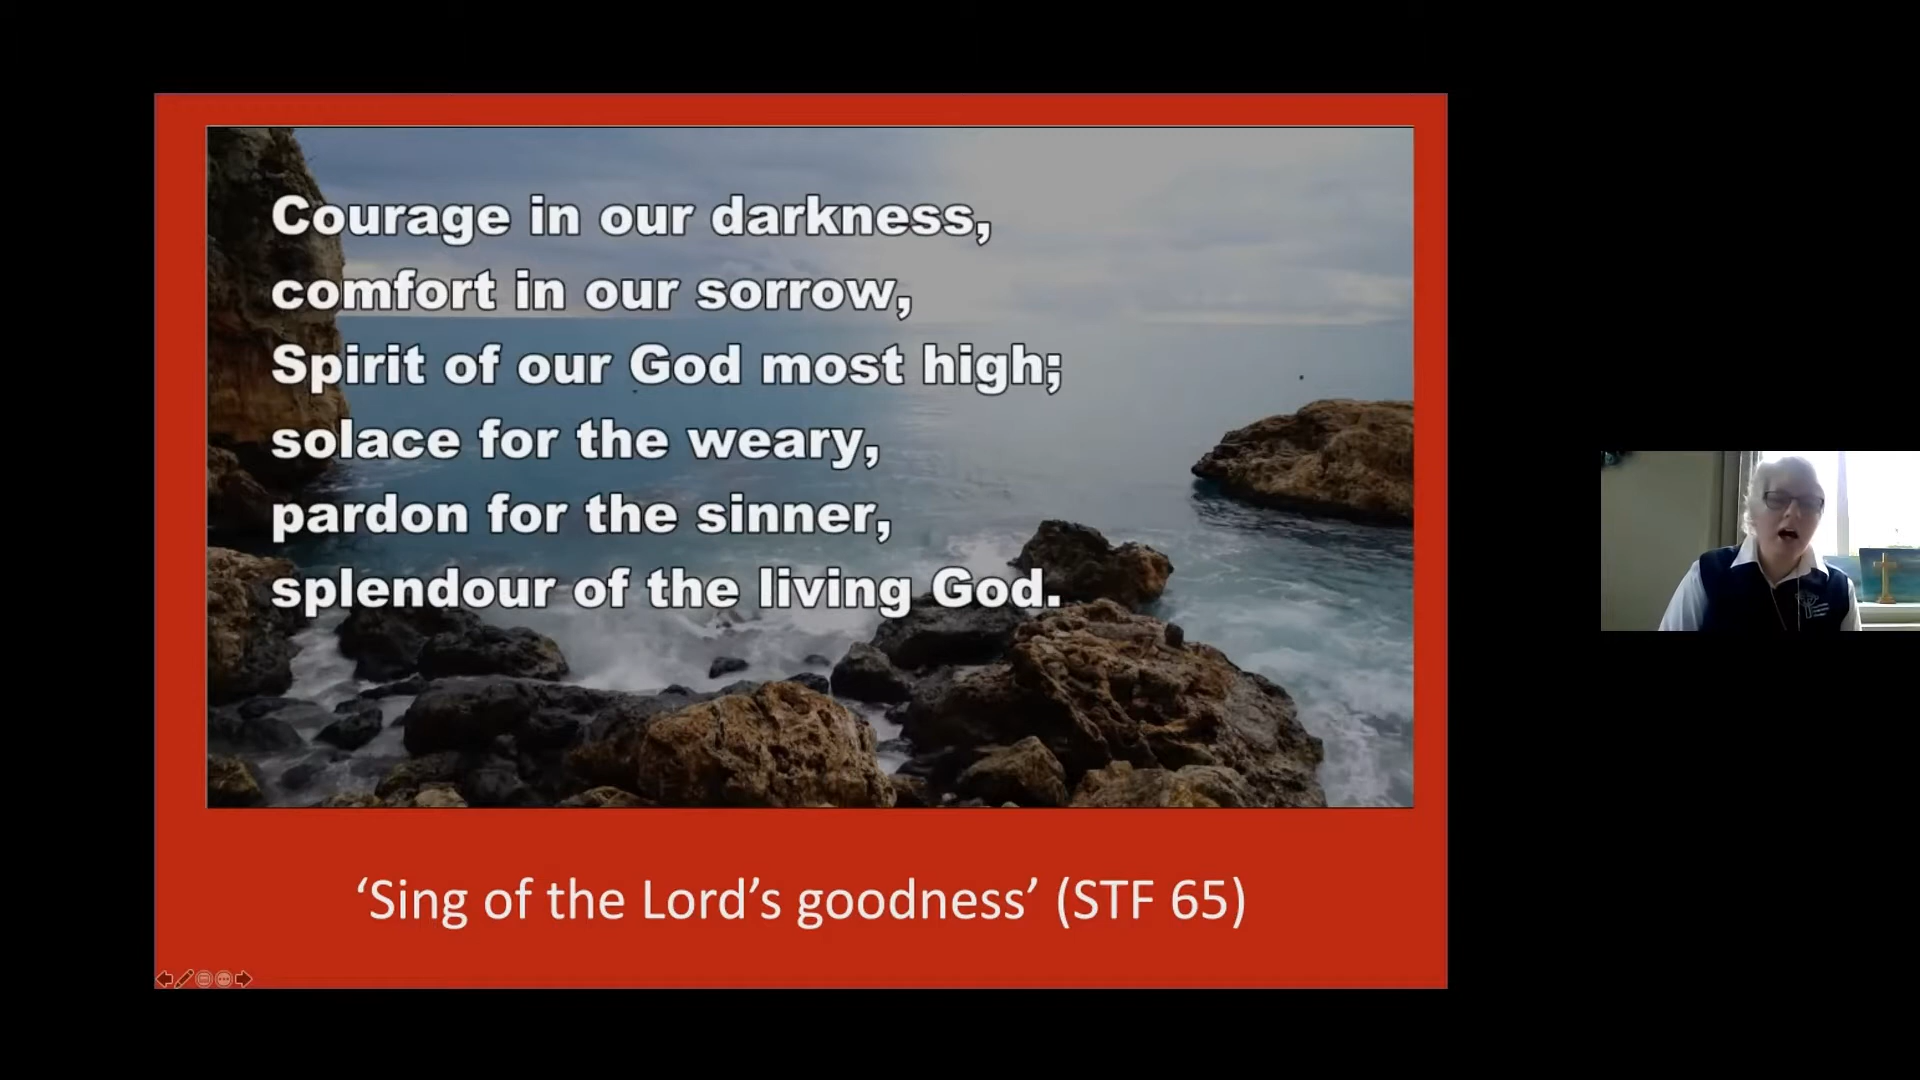 Courage in our darkness,
comfort in our sorrow,
Spirit of our God most high;
solace for the weary,
pardon for the sinner,
splendour of the living God.
‘Sing of the Lord’s goodness’ (STF 65)